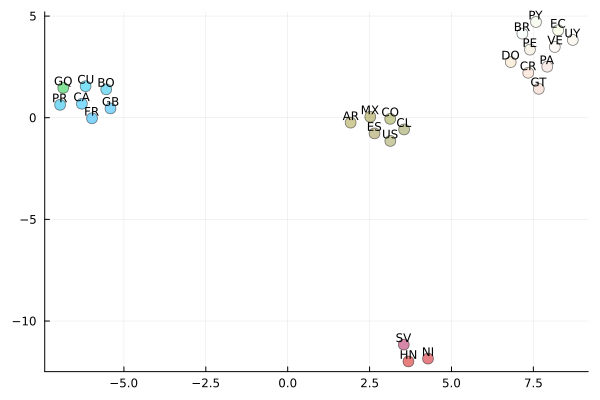 5
0
−5
−10
−5.0
−2.5
0.0
2.5
5.0
7.5
PY
BR
EC
UY
PE
VE
DO
CR
PA
GT
GQ
CU
BO
PR
CA
GB
FR
AR
MX
CO
CL
ES
US
SV
HN
NI